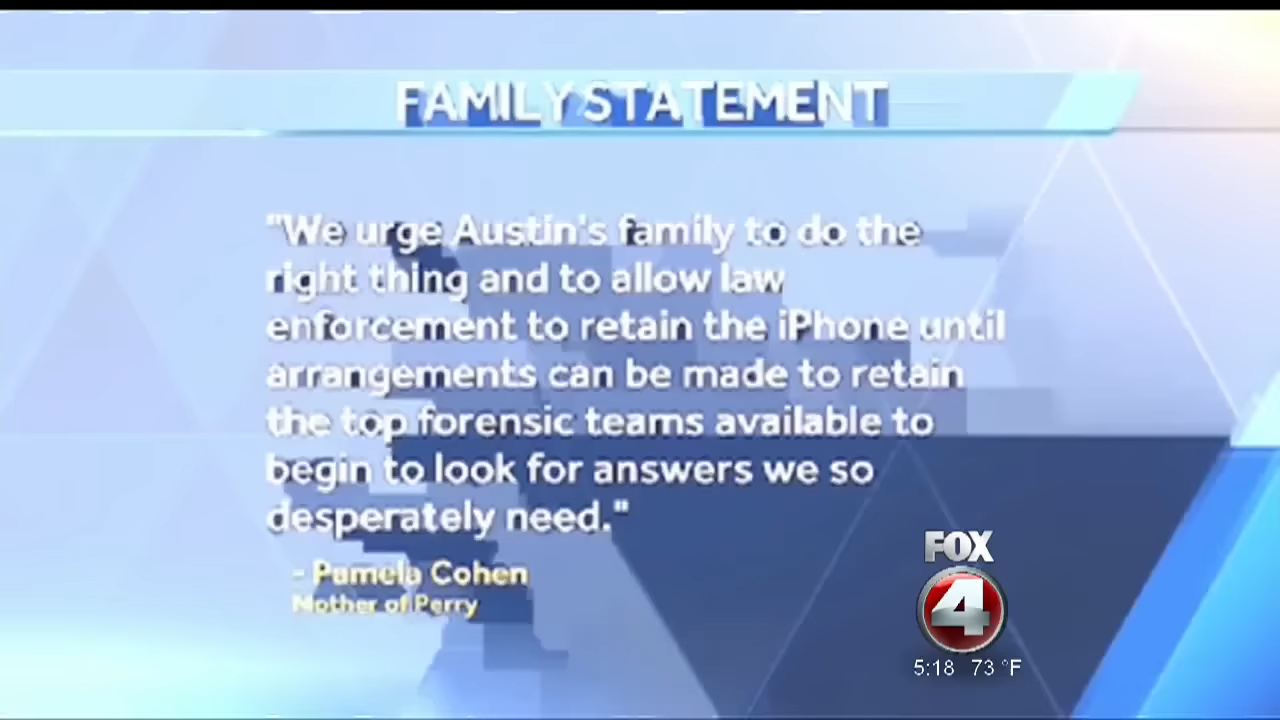 FAMILY STATEMENT
"We urge Austin's family to do the
right thing and to allow law
enforcement to retain the iPhone until
arrangements can be made to retain
the top forensic teams available to
begin to look for answers we so
desperately need."
- Pamela Cohen
Mother of Perry
FOX
4
5:18 73 °F